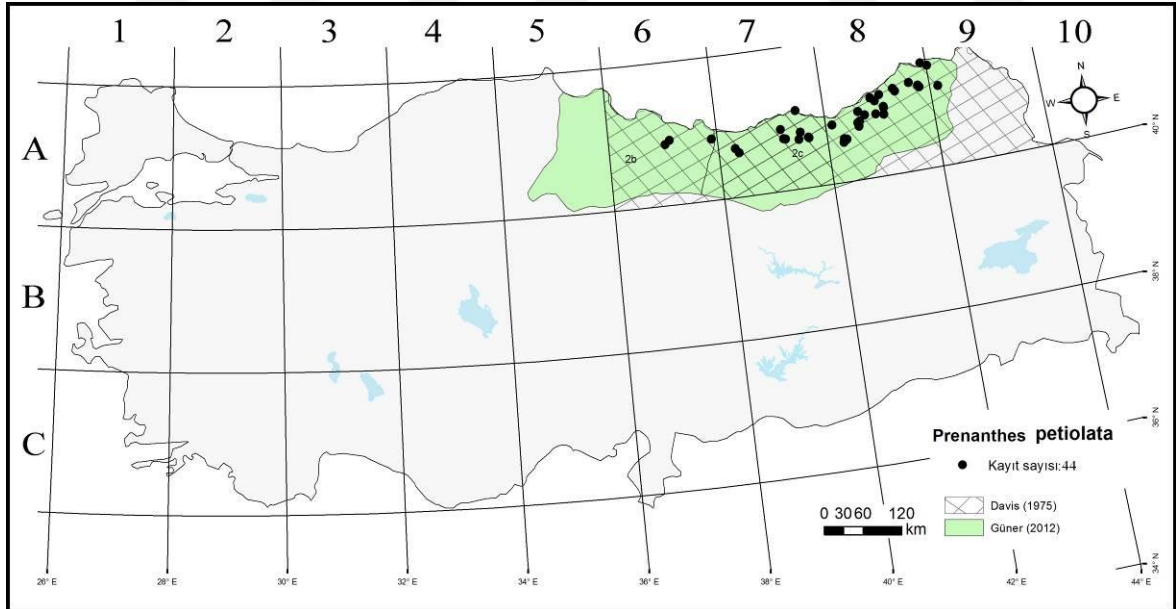 1 2 3 4 5 6 7 8 9 10
A
B
C
2b
2c
N
W E
S
40° N
38° N
36° N
34° N
Prenanthes petiolata
Kayıt sayısı:44
Davis (1975)
Güner (2012)
0 30 60 120
km
26° E 28° E 30° E 32° E 34° E 36° E 38° E 40° E 42° E 44° E